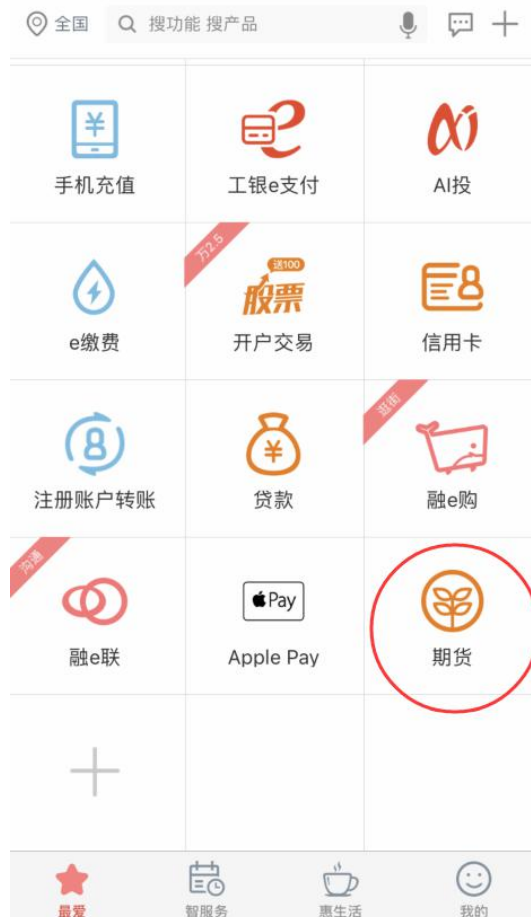 全国 搜功能 搜产品
手机充值 工银e支付 AI投
万2.5 送100 股票
e缴费 开户交易 信用卡
逛街
注册账户转账 贷款 融e购
沟通 Pay
融e联 Apple Pay 期货
最爱 智服务 惠生活 我的